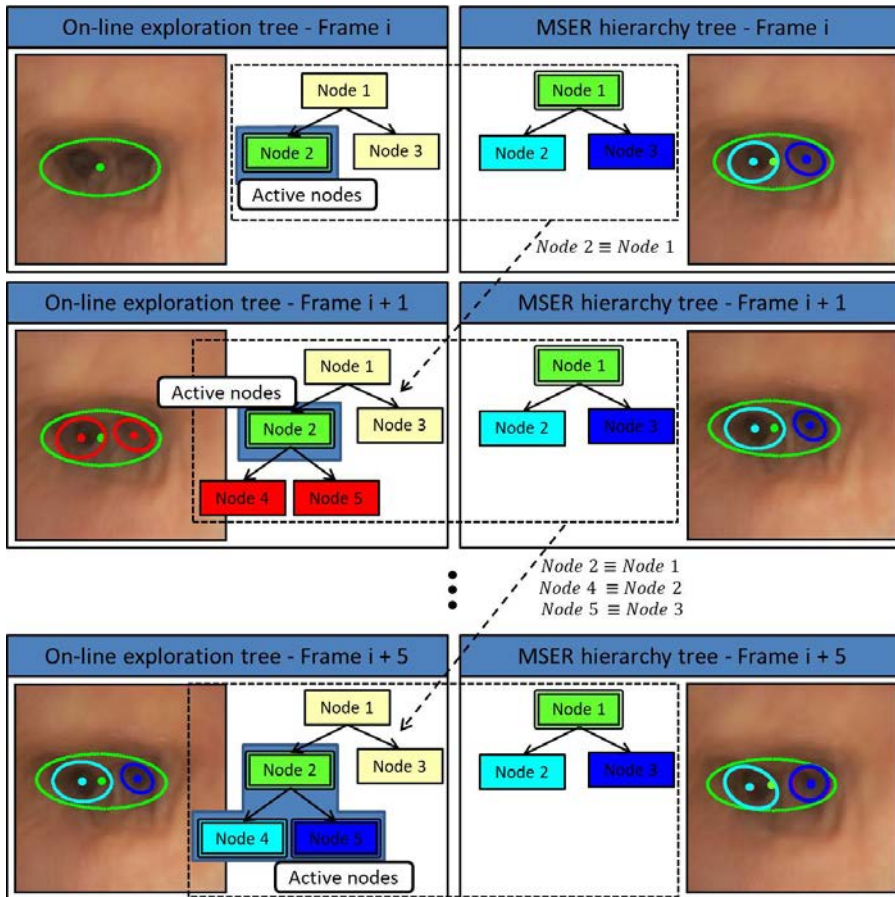 On-line exploration tree - Frame i
MSER hierarchy tree - Frame i
Node 1
Node 2
Node 3
Active nodes
Node 1
Node 2
Node 3
Node 2 ≡ Node 1
On-line exploration tree - Frame i + 1
MSER hierarchy tree - Frame i + 1
Node 1
Active nodes
Node 2
Node 3
Node 4
Node 5
Node 1
Node 2
Node 3
Node 2 ≡ Node 1
Node 4 ≡ Node 2
Node 5 ≡ Node 3
On-line exploration tree - Frame i + 5
MSER hierarchy tree - Frame i + 5
Node 1
Node 2
Node 3
Node 4
Node 5
Active nodes
Node 1
Node 2
Node 3